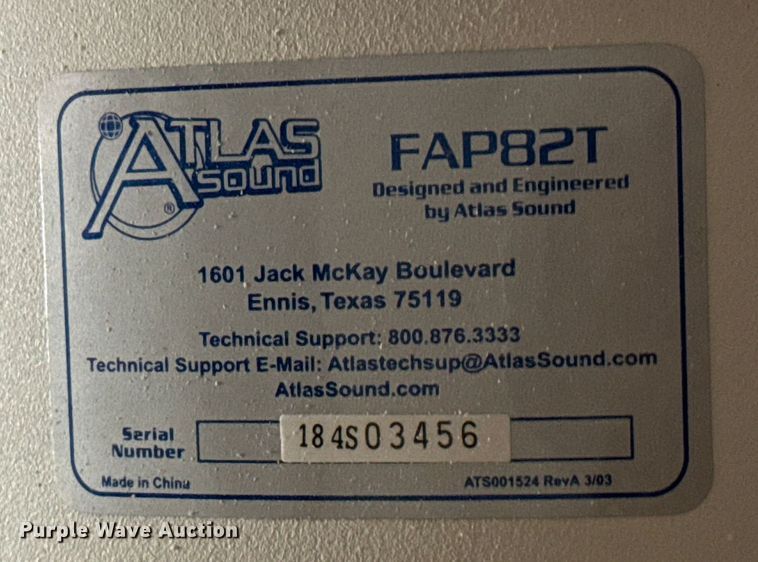 ATLAS
SOUND
®
FAP82T
Designed and Engineered
by Atlas Sound
1601 Jack McKay Boulevard
Ennis, Texas 75119
Technical Support: 800.876.3333
Technical Support E-Mail: Atlastechsup@AtlasSound.com
AtlasSound.com
Serial
Number
184S03456
Made in China
ATS001524 RevA 3/03
Purple Wave Auction